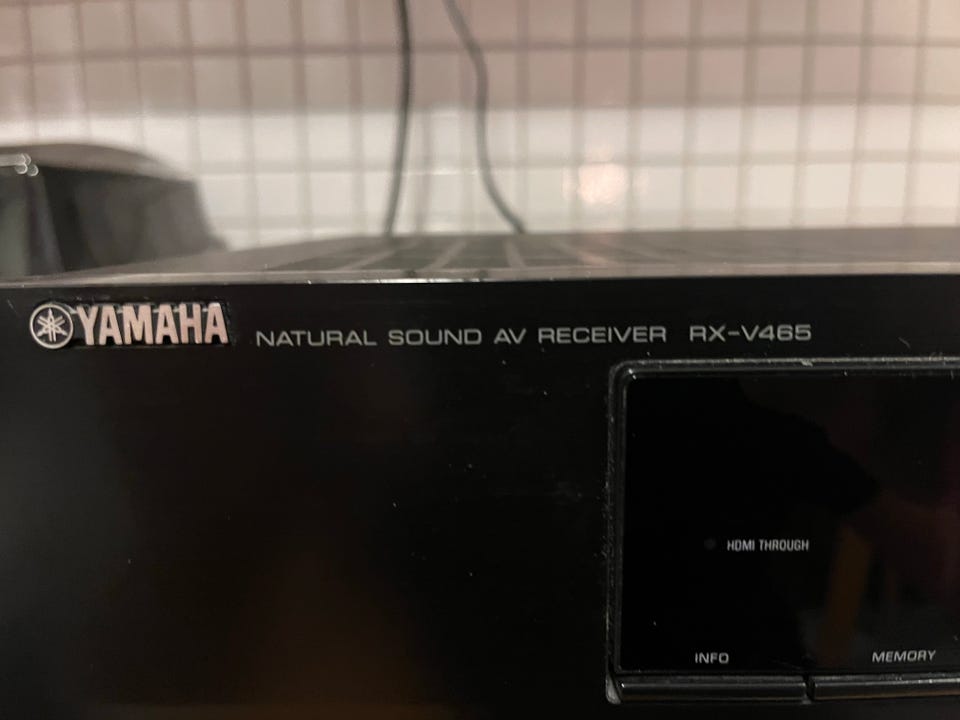 YAMAHA NATURAL SOUND AV RECEIVER RX-V465
HDMI THROUGH
INFO MEMORY